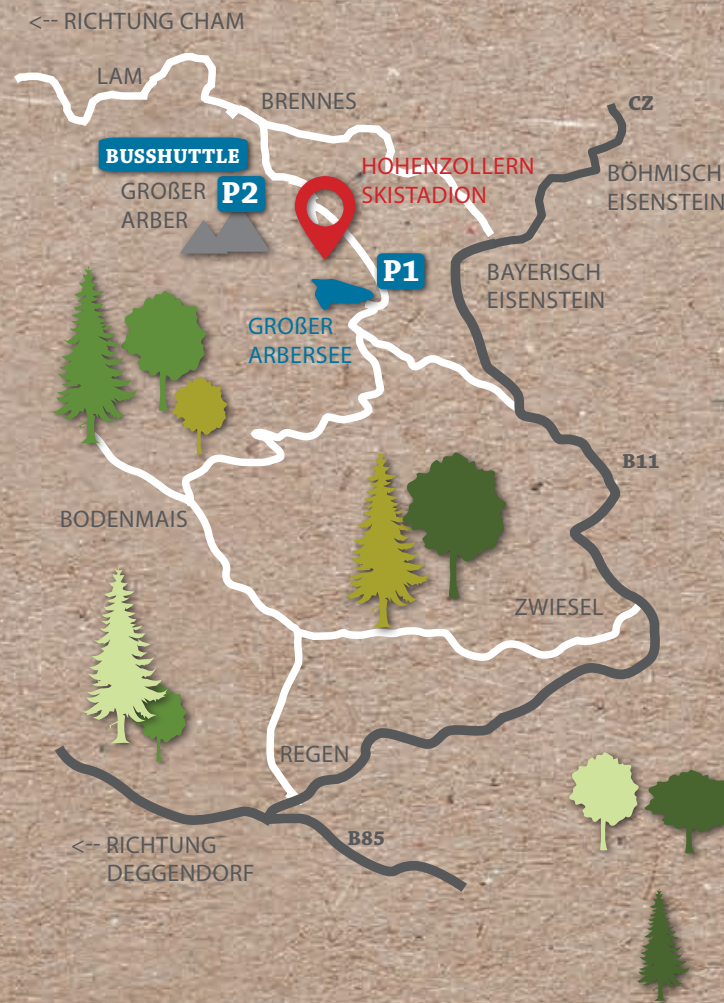 <-- RICHTUNG CHAM
LAM
BRENNES
CZ
BUSSHUTTLE
HOHENZOLLERN
SKISTADION
BÖHMISCH
EISENSTEIN
GROßER
ARBER
P2
P1
BAYERISCH
EISENSTEIN
GROßER
ARBERSEE
B11
BODENMAIS
ZWIESEL
REGEN
B85
<-- RICHTUNG
DEGGENDORF